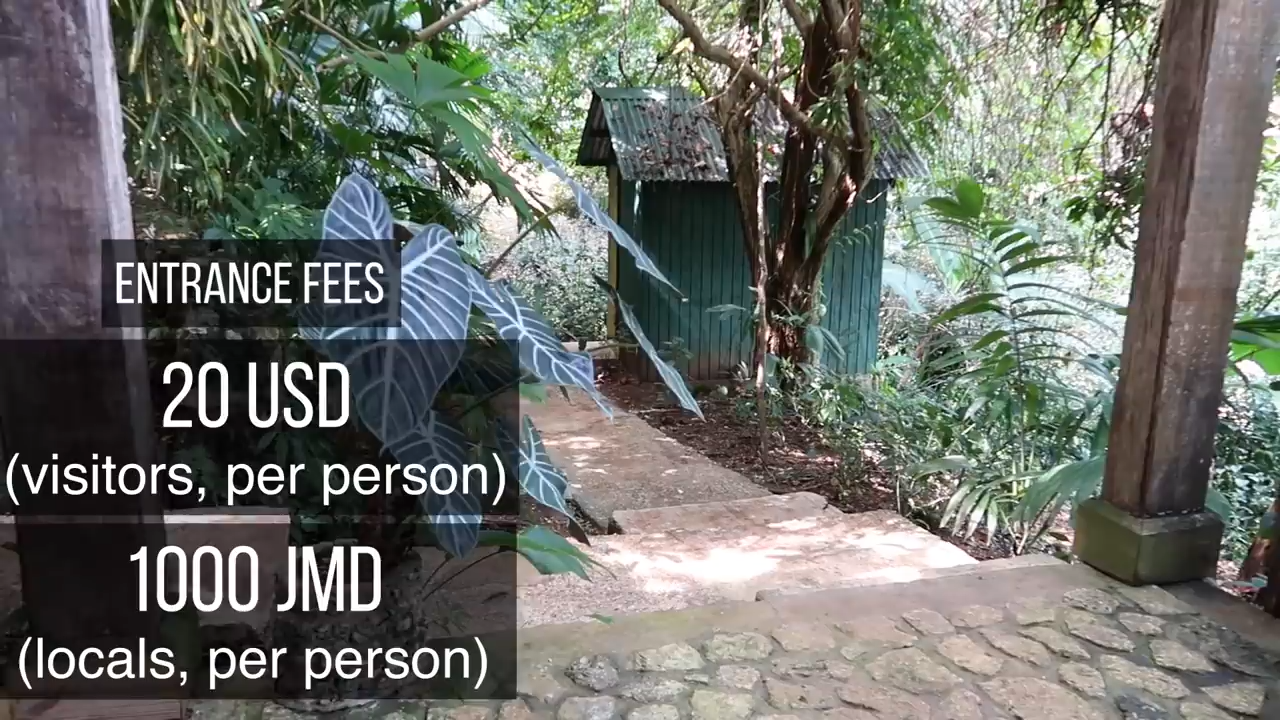 ENTRANCE FEES
20 USD
(visitors, per person)
1000 JMD
(locals, per person)